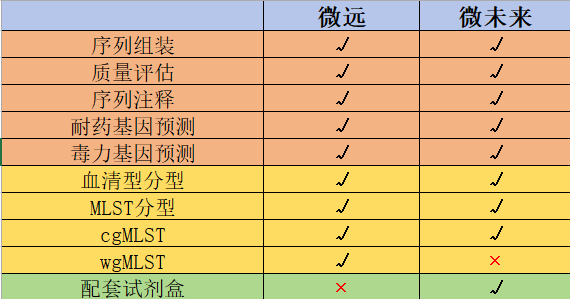 微远 微未来
序列组装 √ √
质量评估 √ √
序列注释 √ √
耐药基因预测 √ √
毒力基因预测 √ √
血清型分型 √ √
MLST分型 √ √
cgMLST √ √
wgMLST √ ×
配套试剂盒 × √